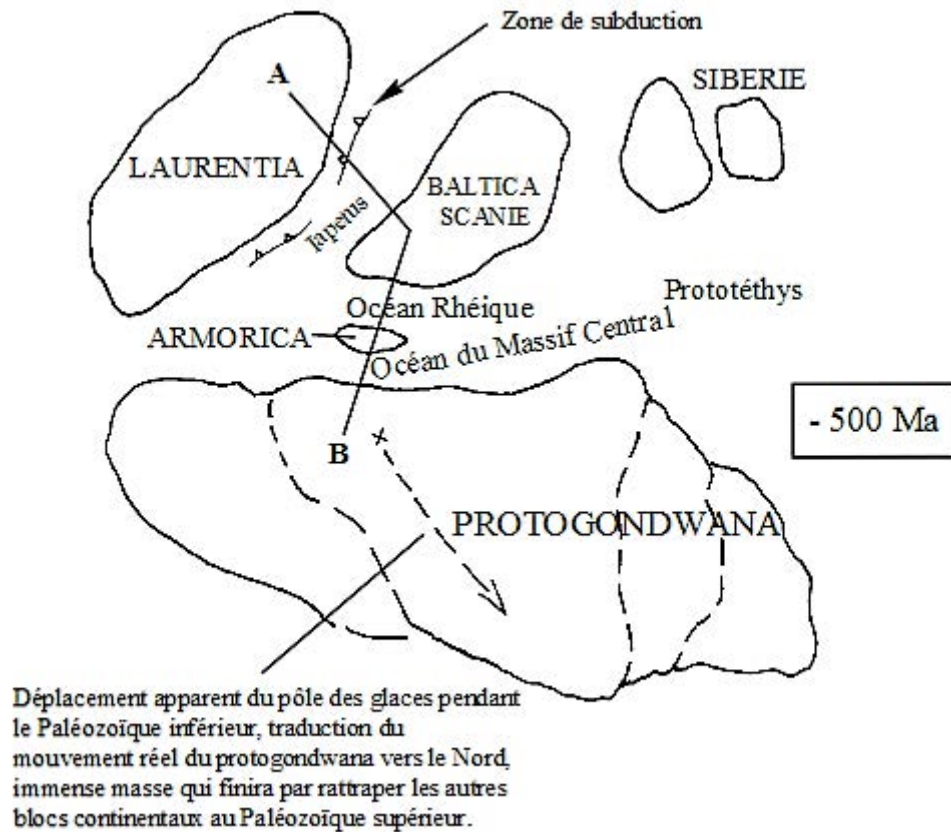 Zone de subduction
A
SIBERIE
LAURENTIA
BALTICA
SCANIE
Iapetus
Prototéthys
Océan Rhéique
ARMORICA
Océan du Massif Central
- 500 Ma
B
PROTOGONDWANA
Déplacement apparent du pôle des glaces pendant
le Paléozoïque inférieur, traduction du
mouvement réel du protogondwana vers le Nord,
immense masse qui finira par rattraper les autres
blocs continentaux au Paléozoïque supérieur.